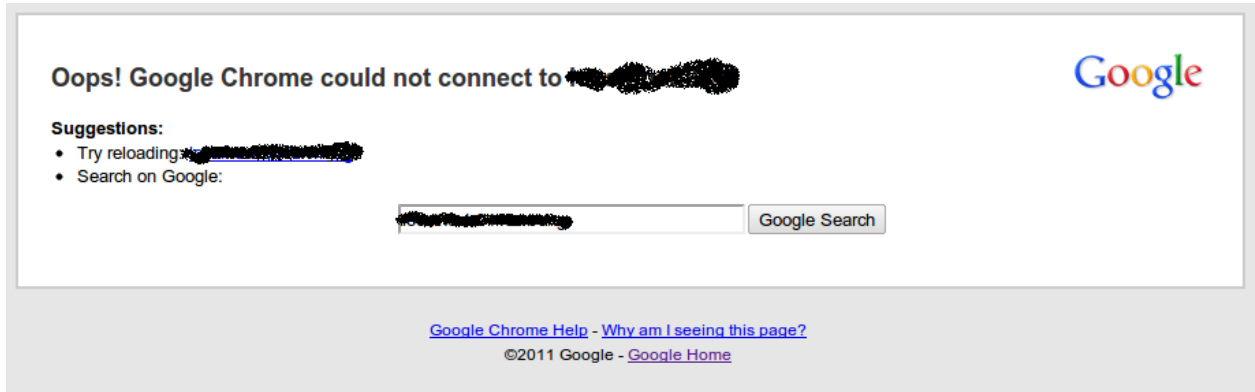 Oops! Google Chrome could not connect to
Google
Suggestions:
• Try reloading:
• Search on Google:
Google Search
Google Chrome Help - Why am I seeing this page?
©2011 Google - Google Home